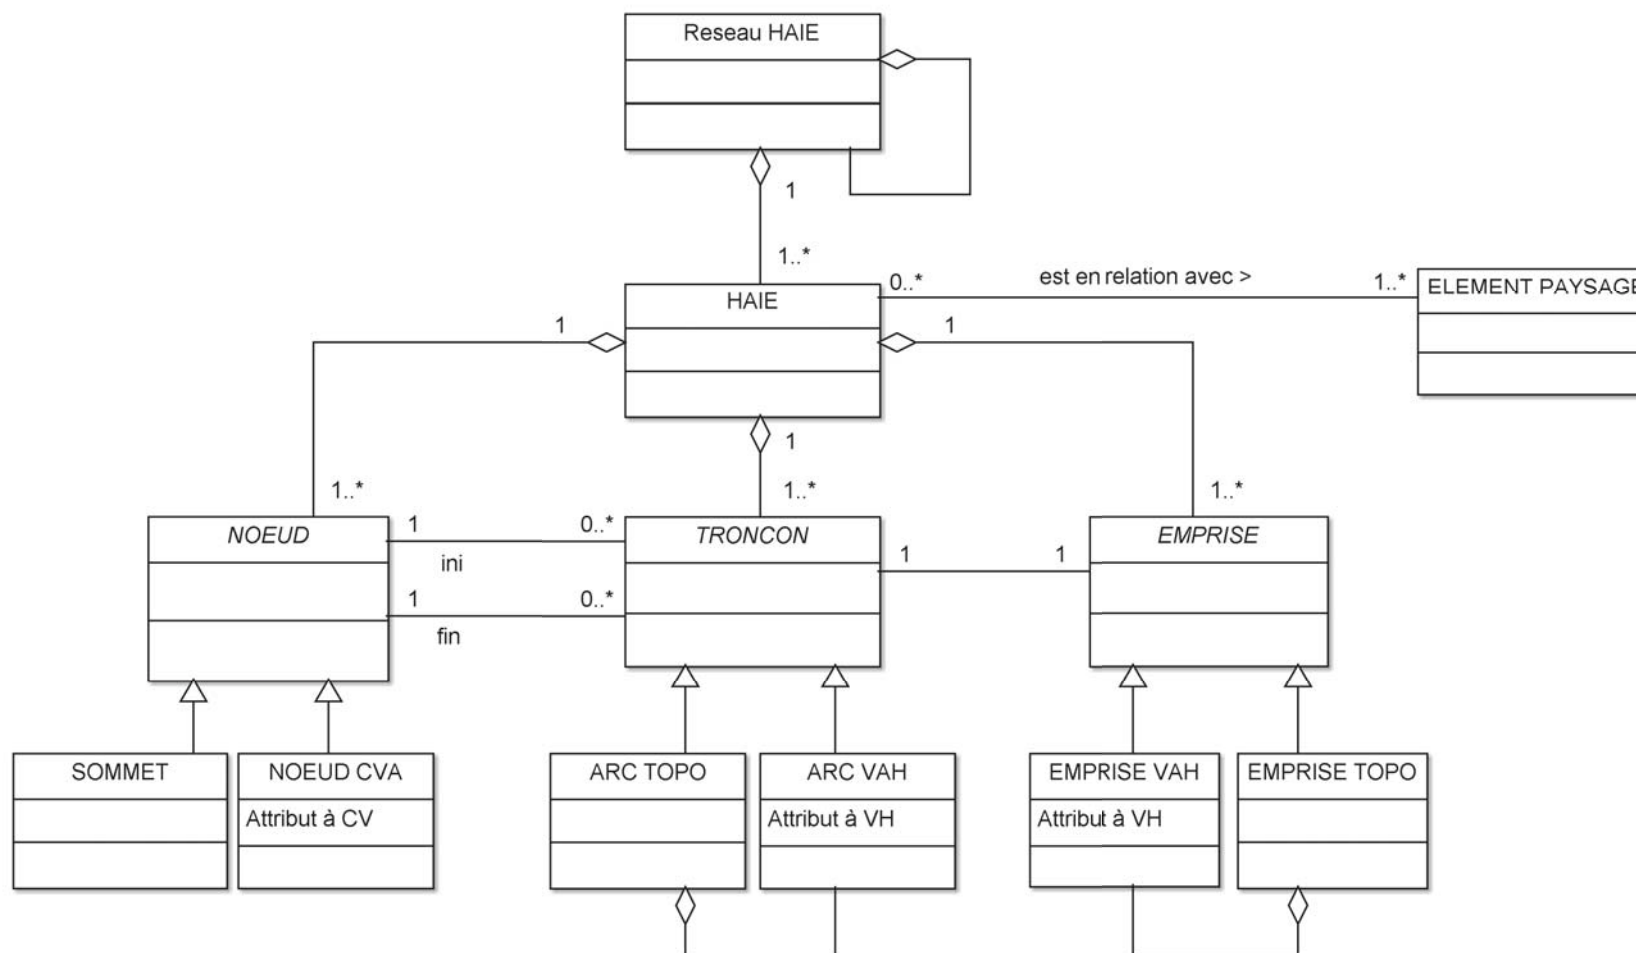 Reseau HAIE
1
1..*
0..*
est en relation avec >
1..*
ELEMENT PAYSAGE
HAIE
1
1
1
1..*
1..*
1..*
NOEUD
1
0..*
TRONCON
EMPRISE
ini
1
1
1
0..*
fin
SOMMET
NOEUD CVA
ARC TOPO
ARC VAH
EMPRISE VAH
EMPRISE TOPO
Attribut à CV
Attribut à VH
Attribut à VH